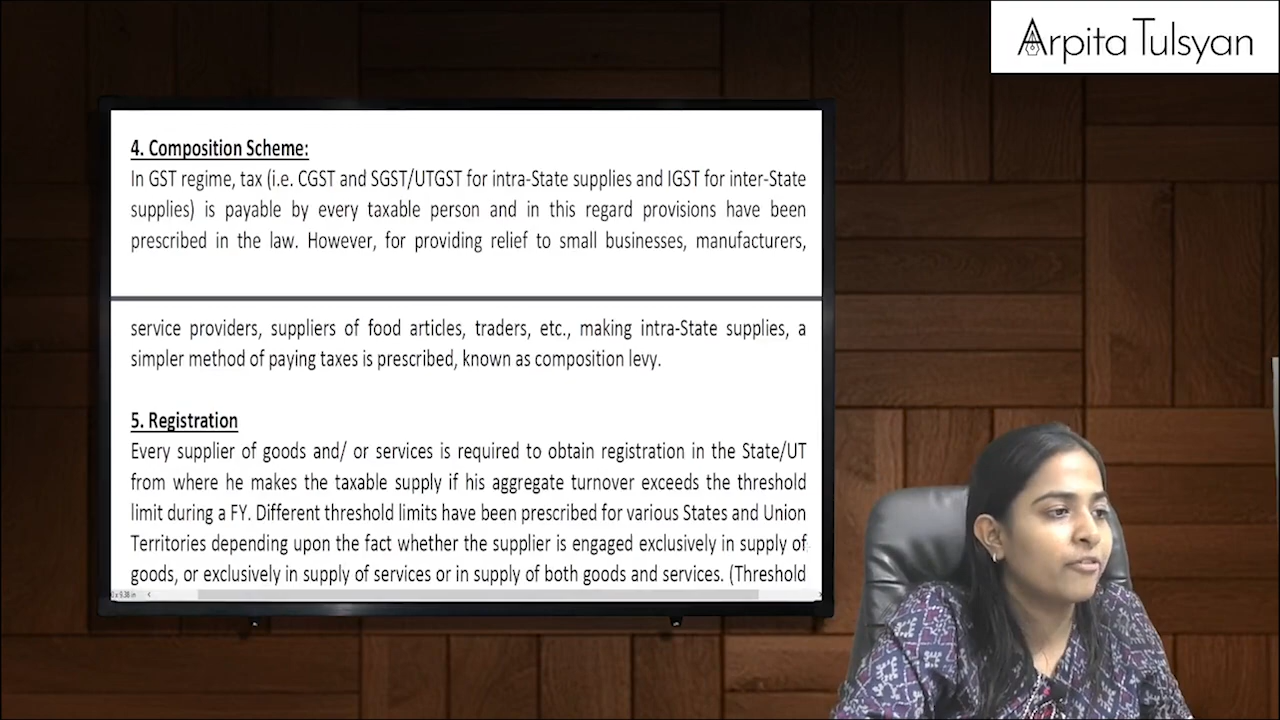 Arpita Tulsyan
4. Composition Scheme:
In GST regime, tax (i.e. CGST and SGST/UTGST for intra-State supplies and IGST for inter-State
supplies) is payable by every taxable person and in this regard provisions have been
prescribed in the law. However, for providing relief to small businesses, manufacturers,
service providers, suppliers of food articles, traders, etc., making intra-State supplies, a
simpler method of paying taxes is prescribed, known as composition levy.
5. Registration
Every supplier of goods and/ or services is required to obtain registration in the State/UT
from where he makes the taxable supply if his aggregate turnover exceeds the threshold
limit during a FY. Different threshold limits have been prescribed for various States and Union
Territories depending upon the fact whether the supplier is engaged exclusively in supply of
goods, or exclusively in supply of services or in supply of both goods and services. (Threshold